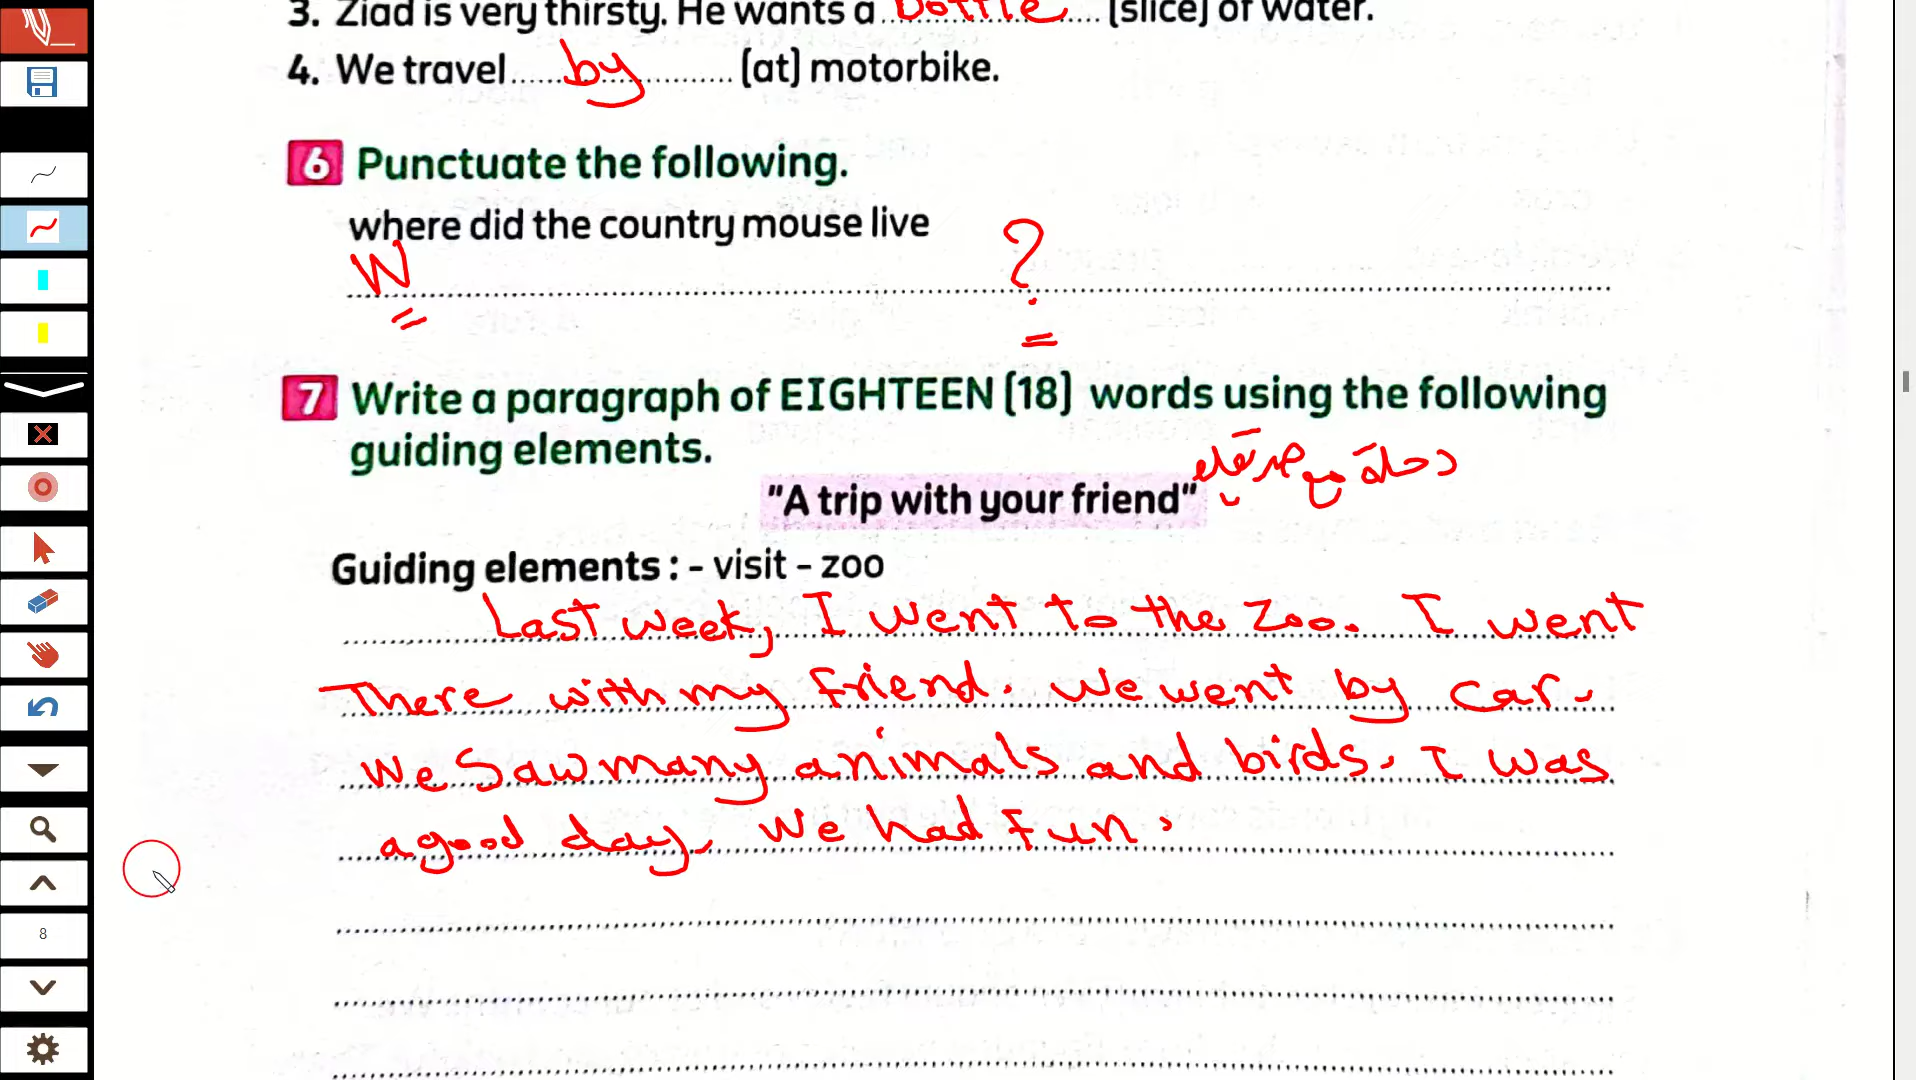 3. Ziad is very thirsty. He wants a bottle (slice) of water.
4. We travel by (at) motorbike.
6 Punctuate the following.
where did the country mouse live
W ?
7 Write a paragraph of EIGHTEEN (18) words using the following
guiding elements.
رحلة مع صديقك
"A trip with your friend"
Guiding elements : - visit - zoo
Last week, I went to the zoo. I went
There with my friend. We went by car.
We saw many animals and birds. I was
a good day. We had fun.
8